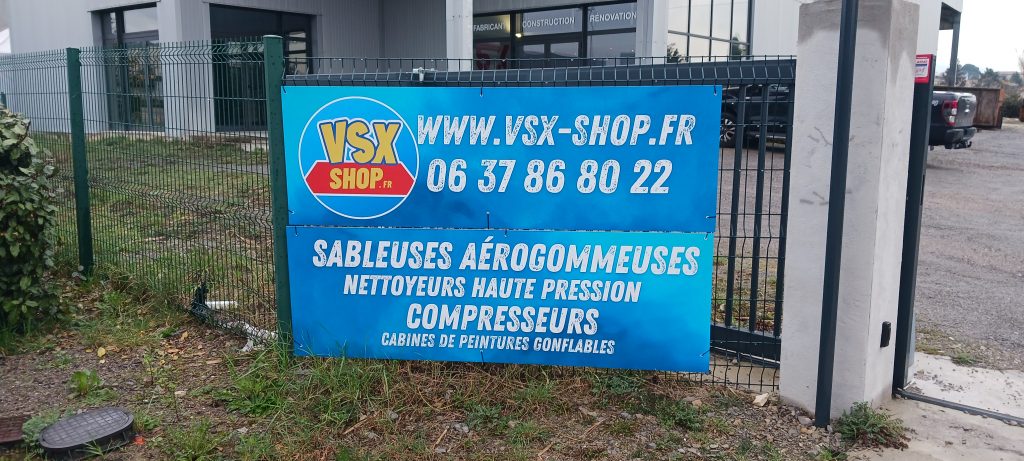 FABRICANT CONSTRUCTION RÉNOVATION
VSX
SHOP.FR
WWW.VSX-SHOP.FR
06 37 86 80 22
SABLEUSES AÉROGOMMEUSES
NETTOYEURS HAUTE PRESSION
COMPRESSEURS
CABINES DE PEINTURES GONFLABLES